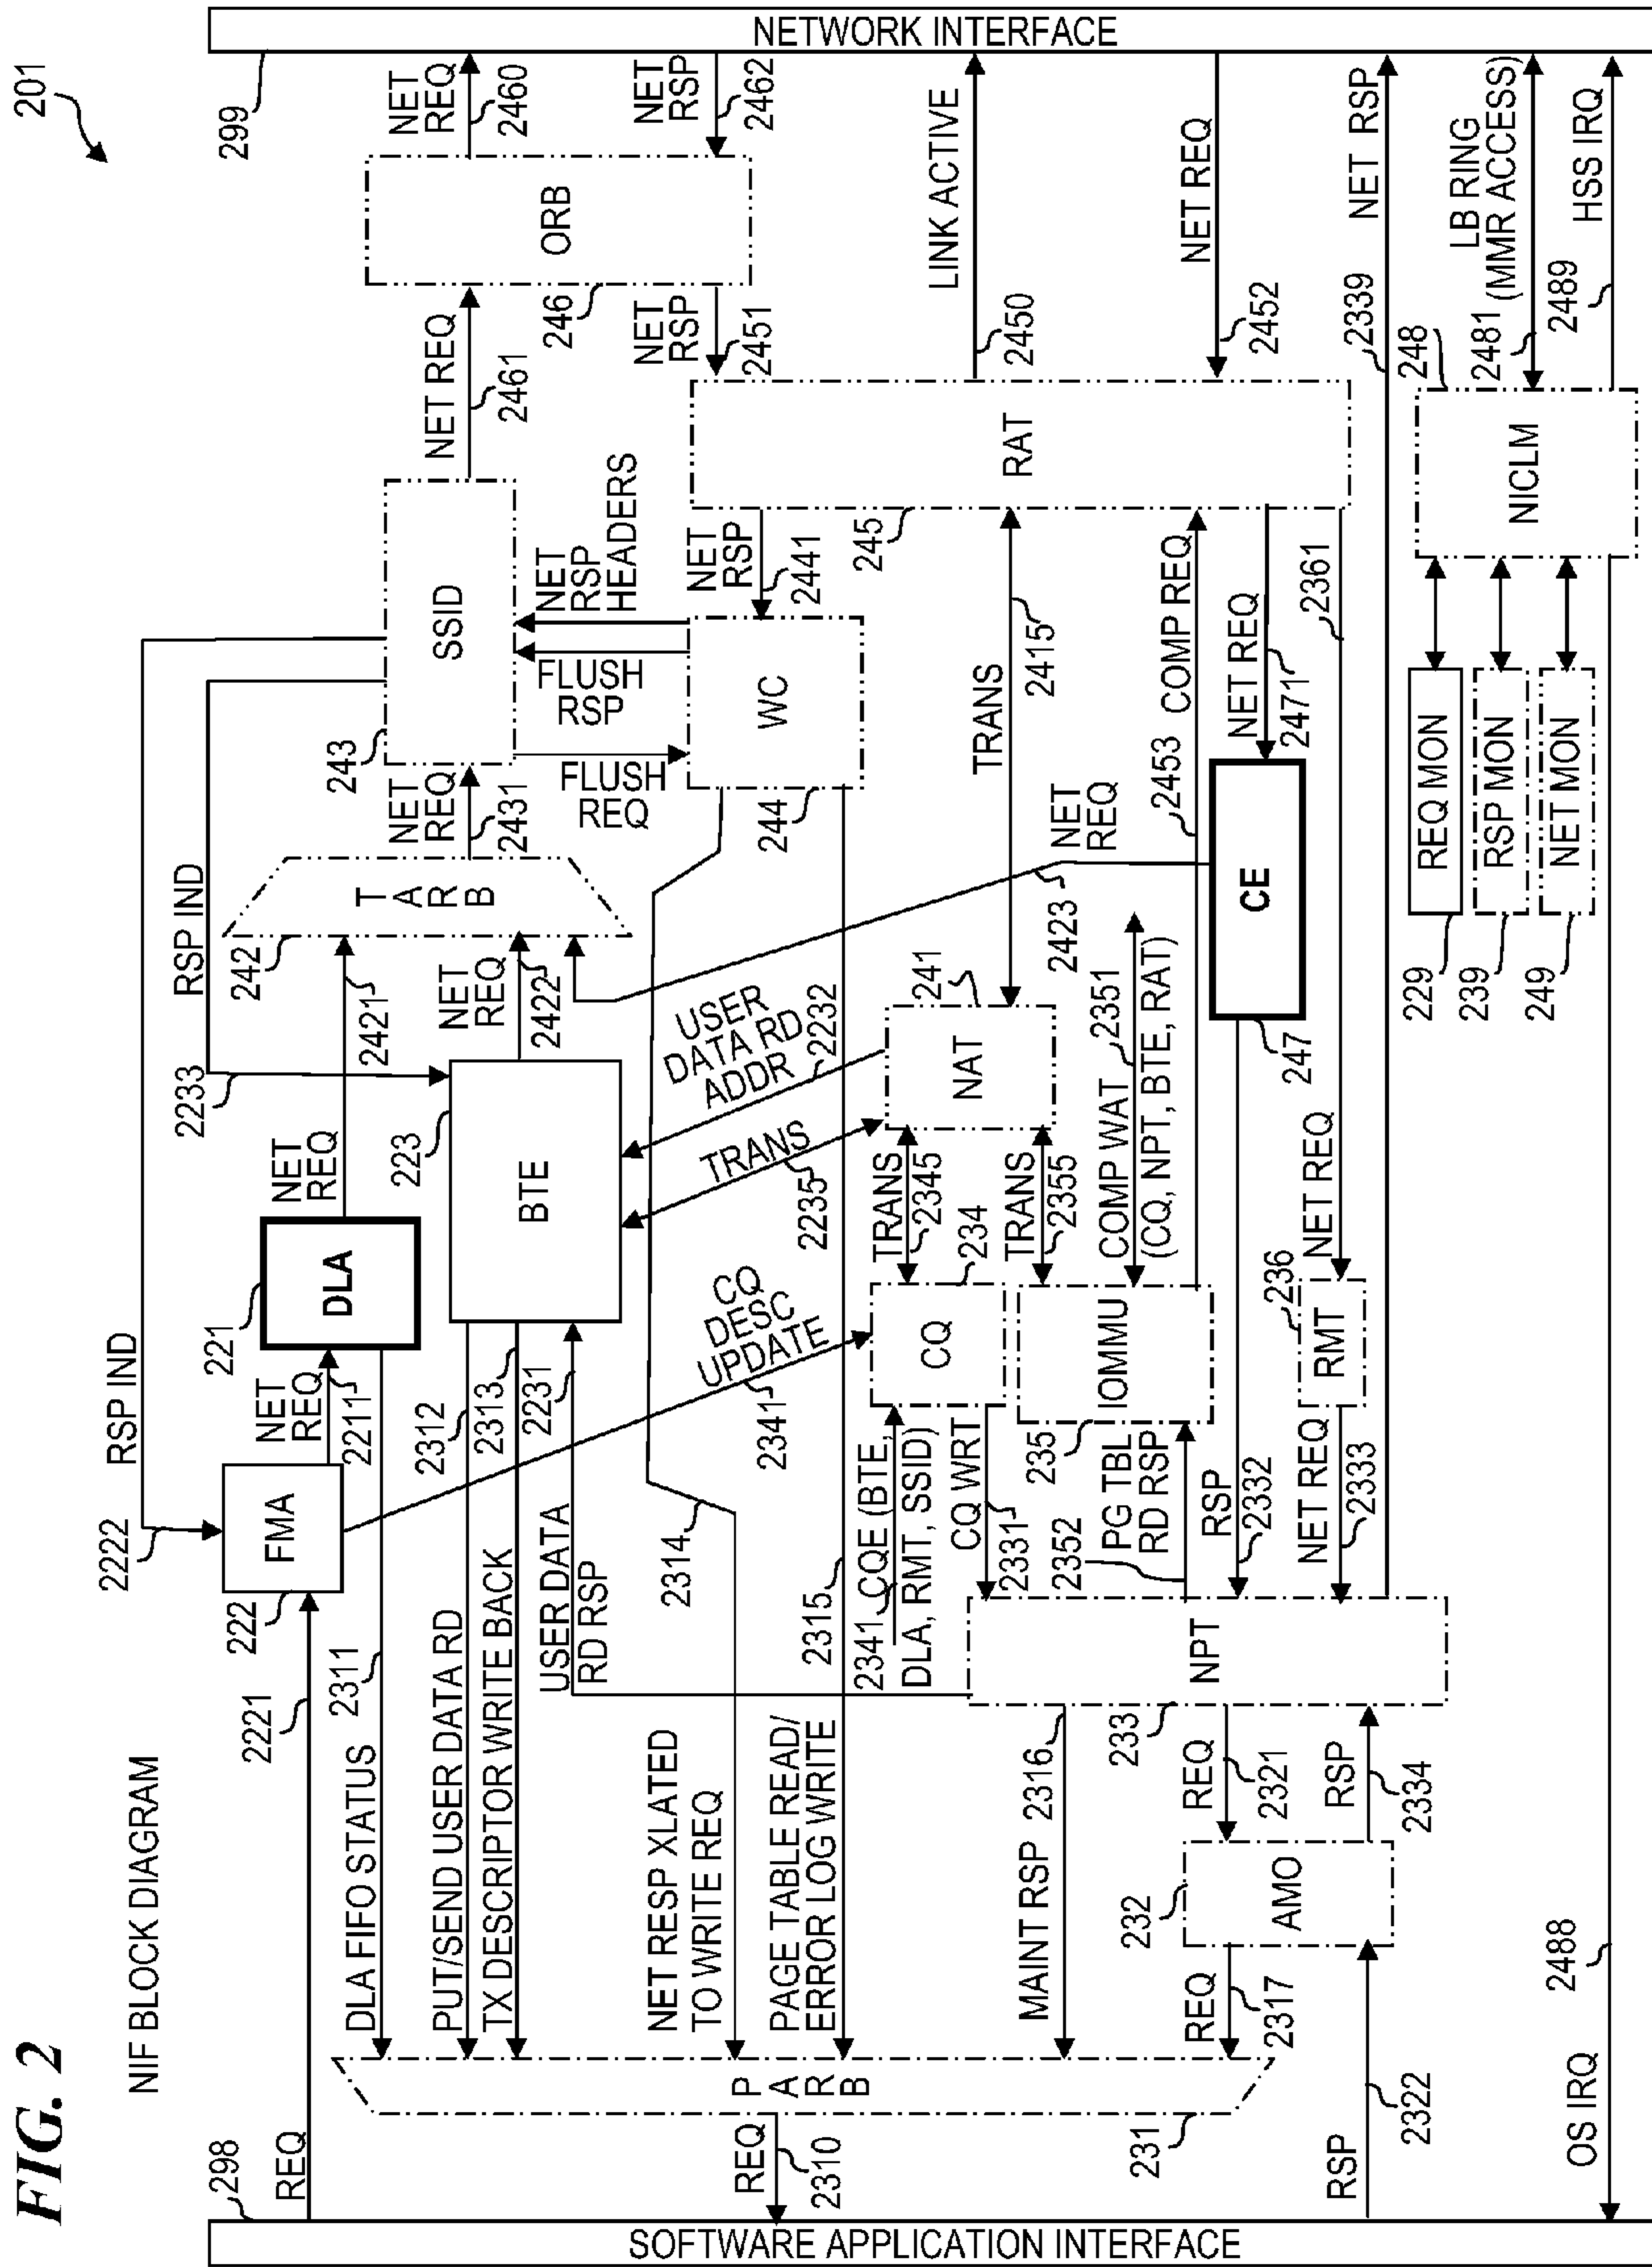 FIG. 2
NIF BLOCK DIAGRAM
201
298
SOFTWARE APPLICATION INTERFACE
299
NETWORK INTERFACE
REQ
2221
222
FMA
2222
RSP IND
2233
RSP IND
NET
REQ
2211
221
DLA
NET
REQ
2421
DLA FIFO STATUS
2311
PUT/SEND USER DATA RD
2312
TX DESCRIPTOR WRITE BACK
2313
USER DATA
RD RSP
2231
223
BTE
NET
REQ
2422
242
T
A
R
B
NET
REQ
2431
243
SSID
NET REQ
2461
246
ORB
NET
REQ
2460
NET
RSP
2462
NET
RSP
2451
FLUSH
REQ
FLUSH
RSP
NET
RSP
HEADERS
244
WC
NET
RSP
2441
245
RAT
LINK ACTIVE
2450
NET REQ
2452
NET RESP XLATED
TO WRITE REQ
2314
PAGE TABLE READ/
ERROR LOG WRITE
2315
2232
CQ
DESC
UPDATE
2341
TRANS
2235
USER
DATA RD
ADDR
241
NAT
TRANS
2415
2341
CQE (BTE,
DLA, RMT, SSID)
CQ WRT
2331
234
CQ
TRANS
2345
TRANS
2355
235
IOMMU
COMP WAT
(CQ, NPT, BTE, RAT)
2351
2453
COMP REQ
NET
REQ
2423
247
CE
NET REQ
2471
2352
PG TBL
RD RSP
RSP
2332
NET REQ
2333
236
RMT
NET REQ
2361
2339
NET RSP
233
NPT
MAINT RSP
2316
REQ
2321
RSP
2334
232
AMO
REQ
2317
P
A
R
B
231
REQ
2310
RSP
2322
229
REQ MON
239
RSP MON
249
NET MON
248
NICLM
2481
LB RING
(MMR ACCESS)
2489
HSS IRQ
OS IRQ
2488